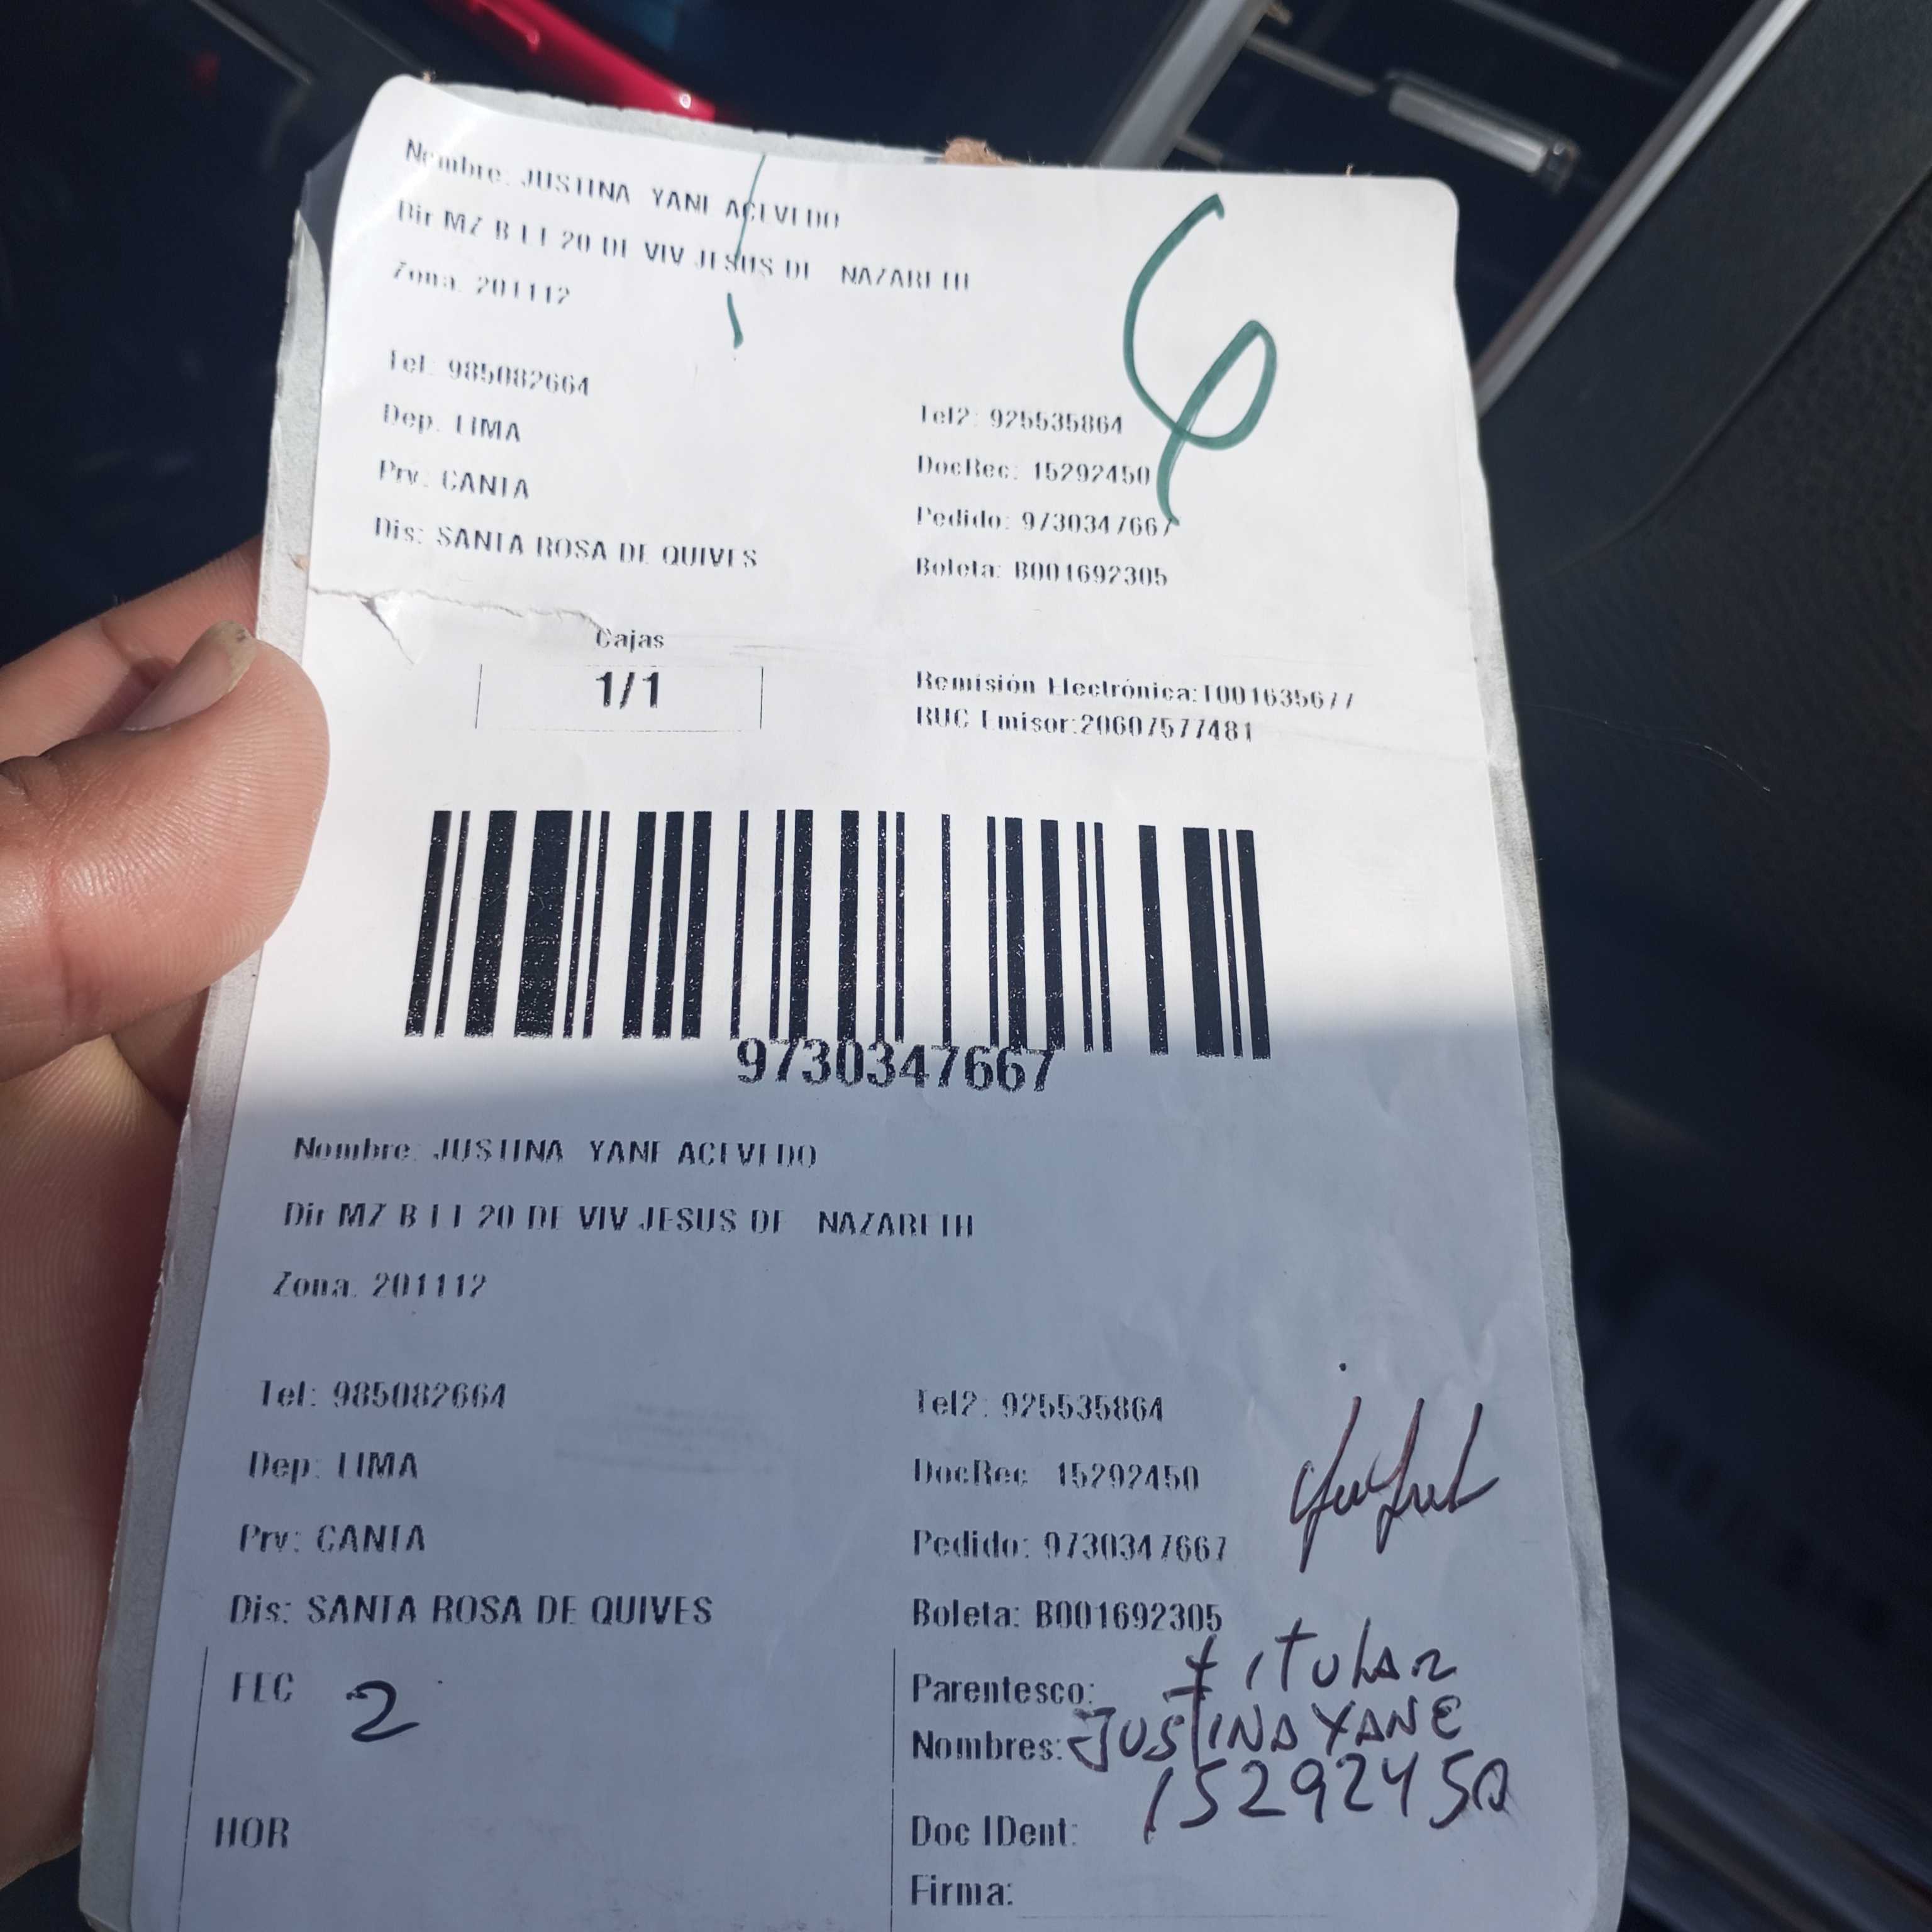 Nombre: JUSTINA YANE ACEVEDO
Dir MZ B LT 20 DE VIV JESUS DE NAZARETH
Zona. 201112
Tel: 985082664
Tel2: 925535864
Dep. LIMA
DocRec: 15292450
Prv: CANTA
Pedido: 9730347667
Dis: SANTA ROSA DE QUIVES
Boleta: B001692305
6
Cajas
1/1
Remisión Electrónica:T001635677
RUC Emisor:20607577481
9730347667
Nombre: JUSTINA YANE ACEVEDO
Dir MZ B LT 20 DE VIV JESUS DE NAZARETH
Zona. 201112
Tel: 985082664
Tel2: 925535864
Dep: LIMA
DocRec 15292450
Prv: CANTA
Pedido: 9730347667
Dis: SANTA ROSA DE QUIVES
Boleta: B001692305
FEC 2
Parentesco: titular
Nombres: JUSTINA YANE
15292450
HOR
Doc IDent:
Firma: